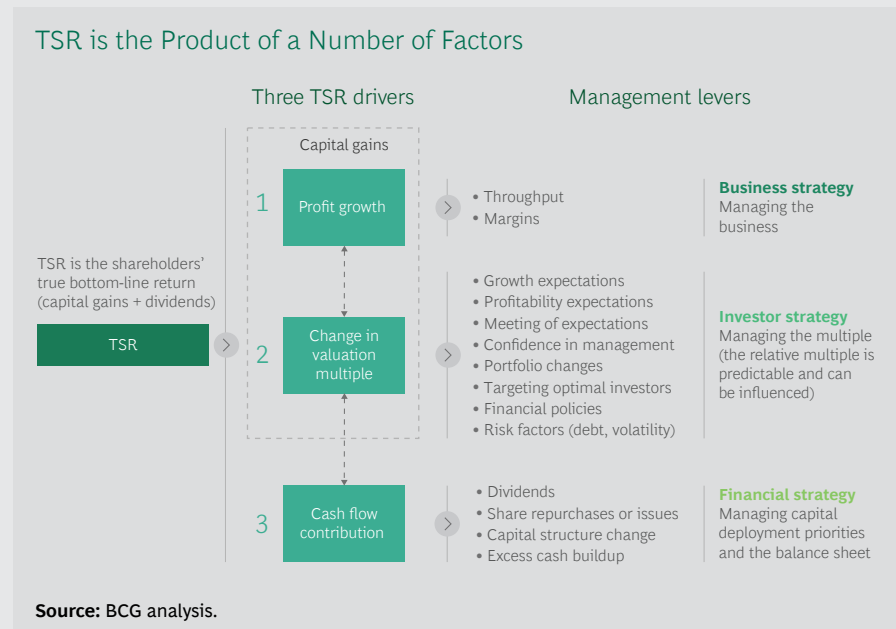 TSR is the Product of a Number of Factors
Three TSR drivers
Management levers
TSR is the shareholders'
true bottom-line return
(capital gains + dividends)
TSR
Capital gains
1
Profit growth
• Throughput
• Margins
Business strategy
Managing the
business
2
Change in
valuation
multiple
• Growth expectations
• Profitability expectations
• Meeting of expectations
• Confidence in management
• Portfolio changes
• Targeting optimal investors
• Financial policies
• Risk factors (debt, volatility)
Investor strategy
Managing the multiple
(the relative multiple is
predictable and can
be influenced)
3
Cash flow
contribution
• Dividends
• Share repurchases or issues
• Capital structure change
• Excess cash buildup
Financial strategy
Managing capital
deployment priorities
and the balance sheet
Source: BCG analysis.